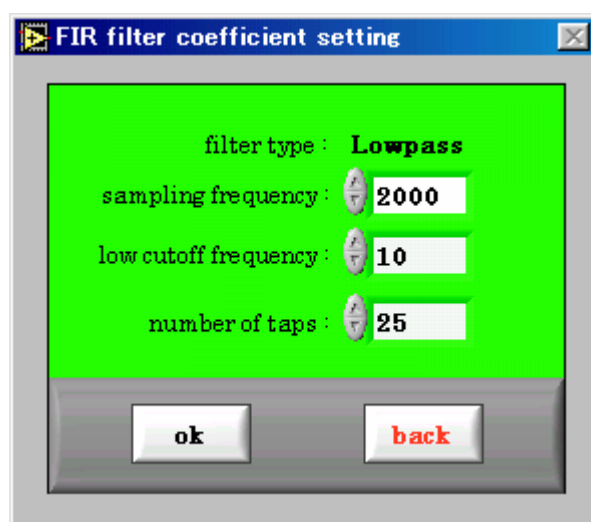 FIR filter coefficient setting
filter type : Lowpass
sampling frequency : 2000
low cutoff frequency : 10
number of taps : 25
ok back